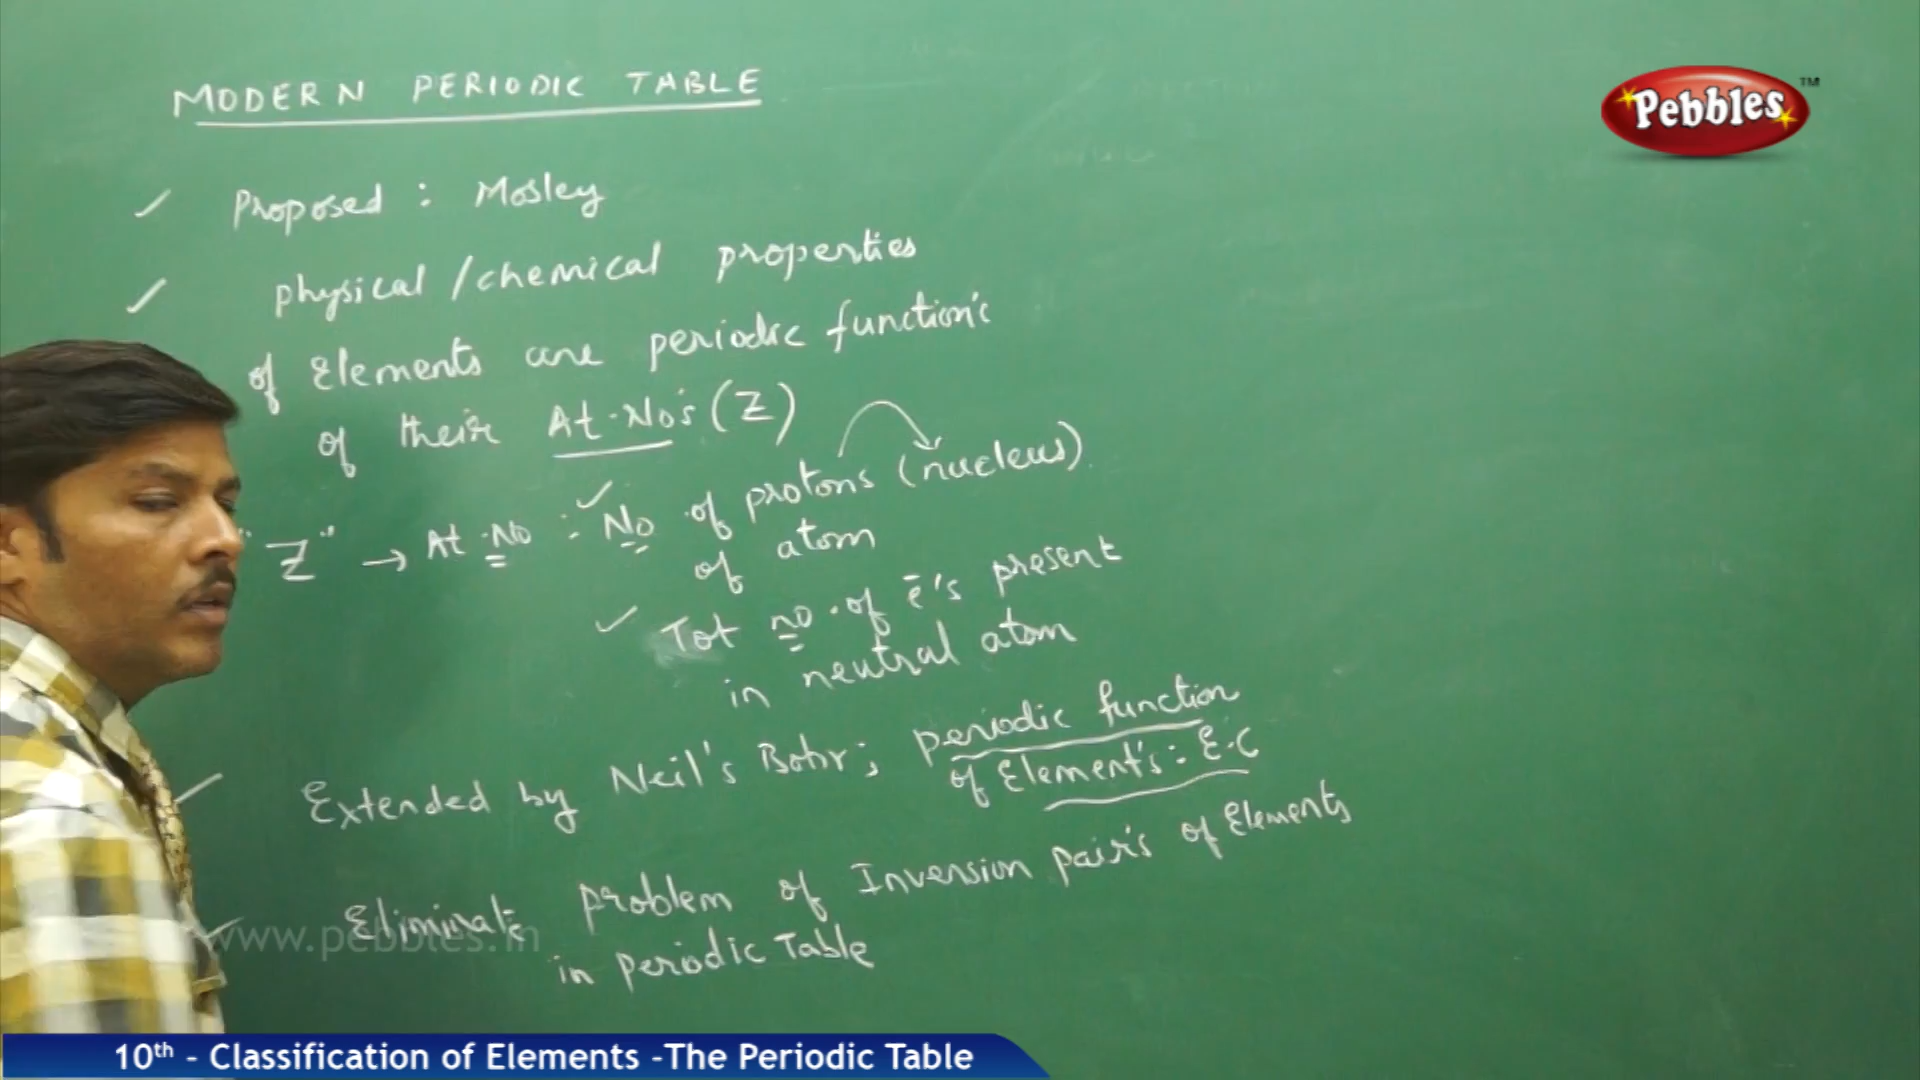 MODERN PERIODIC TABLE
Pebbles™
✓ Proposed : Mosley
✓ physical / chemical properties
of Elements are periodic function's
of their At.No's (Z)
"Z" → At.No : ✓ No of protons (nucleus)
of atom
✓ Tot no. of ē's present
in neutral atom
✓ Extended by Neil's Bohr; periodic function
of Element's : E.C
✓ Eliminate problem of Inversion pair's of Elements
in periodic Table
www.pebbles.in
10th - Classification of Elements -The Periodic Table